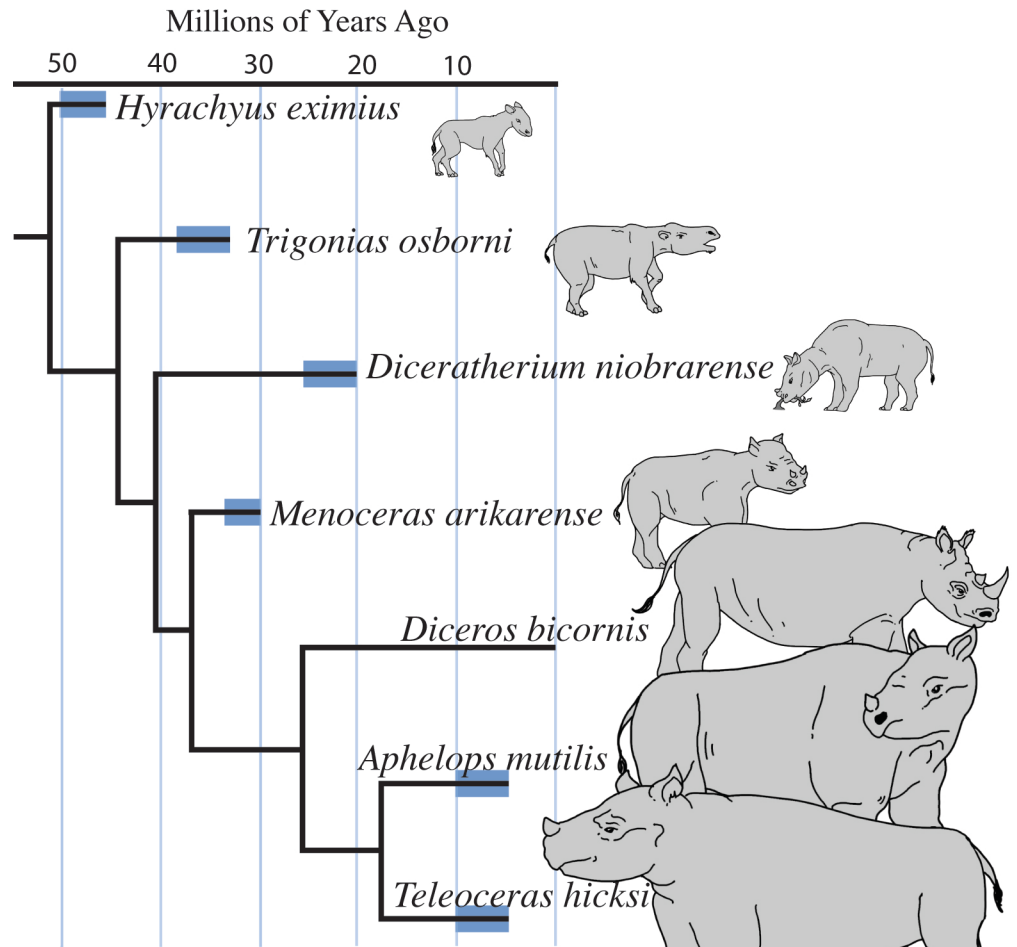 Millions of Years Ago
50 40 30 20 10
Hyrachyus eximius
Trigonias osborni
Diceratherium niobrarense
Menoceras arikarense
Diceros bicornis
Aphelops mutilis
Teleoceras hicksi